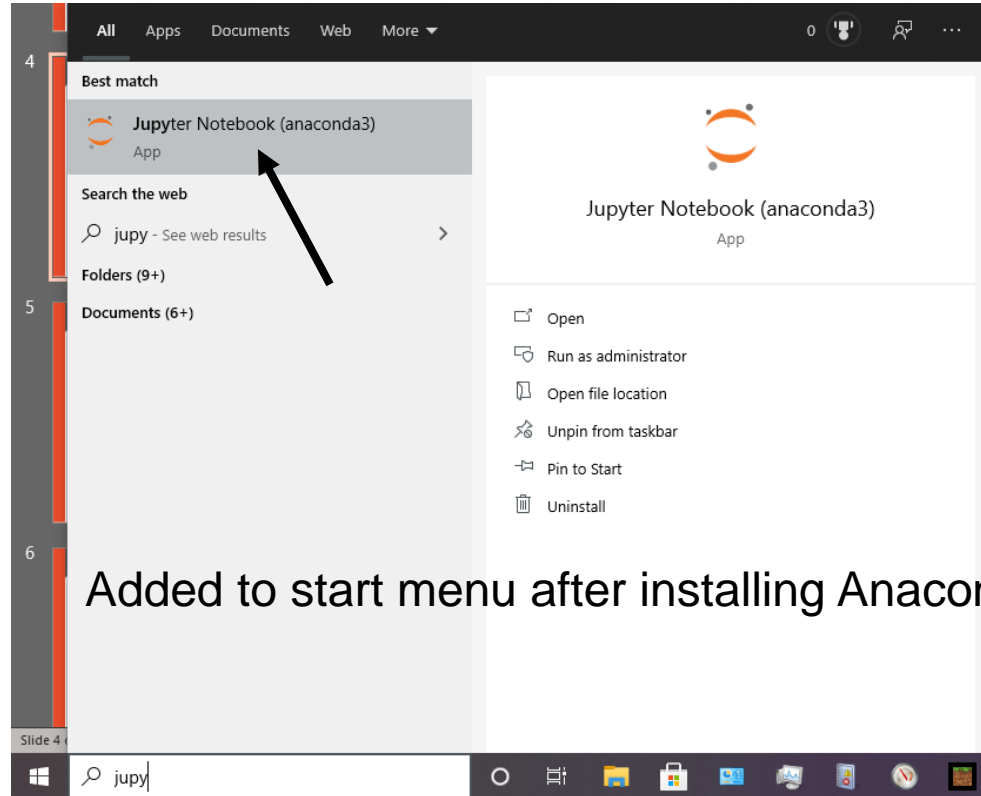 All Apps Documents Web More 0 ...
4
Best match
Jupyter Notebook (anaconda3)
App
Search the web
jupy - See web results
Folders (9+)
Documents (6+)
Jupyter Notebook (anaconda3)
App
Open
Run as administrator
Open file location
Unpin from taskbar
Pin to Start
Uninstall
5
6
Added to start menu after installing
Slide 4
jupy